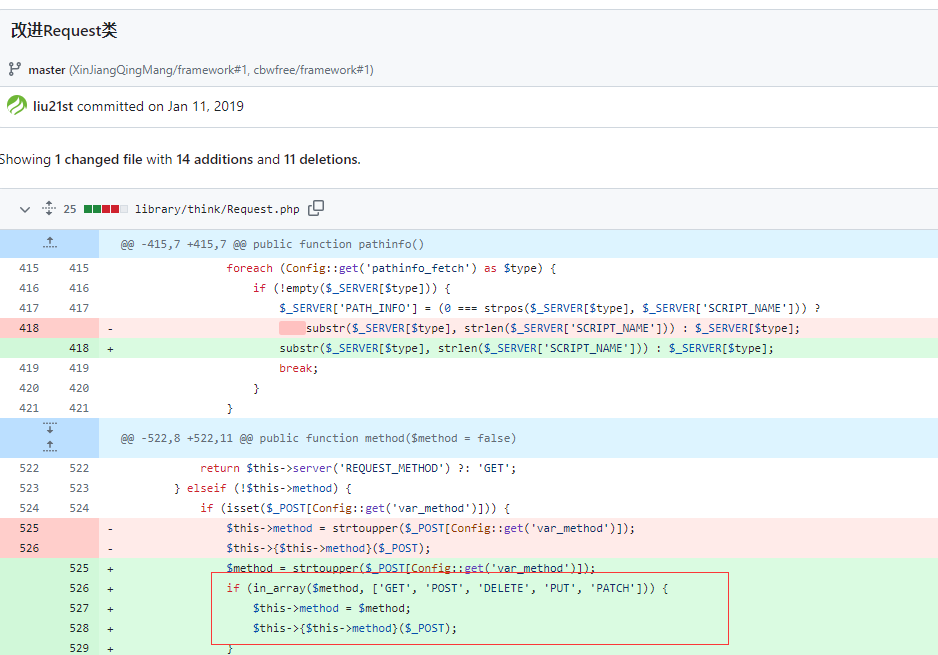 改进Request类
master (XinJiangQingMang/framework#1, cbwfree/framework#1)
liu21st committed on Jan 11, 2019
Showing 1 changed file with 14 additions and 11 deletions.
25 library/think/Request.php
@@ -415,7 +415,7 @@ public function pathinfo()
415 415 foreach (Config::get('pathinfo_fetch') as $type) {
416 416 if (!empty($_SERVER[$type])) {
417 417 $_SERVER['PATH_INFO'] = (0 === strpos($_SERVER[$type], $_SERVER['SCRIPT_NAME'])) ?
418 - substr($_SERVER[$type], strlen($_SERVER['SCRIPT_NAME'])) : $_SERVER[$type];
418 + substr($_SERVER[$type], strlen($_SERVER['SCRIPT_NAME'])) : $_SERVER[$type];
419 419 break;
420 420 }
421 421 }
@@ -522,8 +522,11 @@ public function method($method = false)
522 522 return $this->server('REQUEST_METHOD') ?: 'GET';
523 523 } elseif (!$this->method) {
524 524 if (isset($_POST[Config::get('var_method')])) {
525 - $this->method = strtoupper($_POST[Config::get('var_method')]);
526 - $this->{$this->method}($_POST);
525 + $method = strtoupper($_POST[Config::get('var_method')]);
526 + if (in_array($method, ['GET', 'POST', 'DELETE', 'PUT', 'PATCH'])) {
527 + $this->method = $method;
528 + $this->{$this->method}($_POST);
529 + }